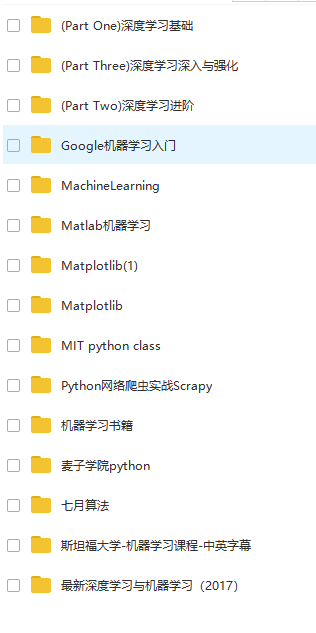 (Part One)深度学习基础
(Part Three)深度学习深入与强化
(Part Two)深度学习进阶
Google机器学习入门
MachineLearning
Matlab机器学习
Matplotlib(1)
Matplotlib
MIT python class
Python网络爬虫实战Scrapy
机器学习书籍
麦子学院python
七月算法
斯坦福大学-机器学习课程-中英字幕
最新深度学习与机器学习（2017）